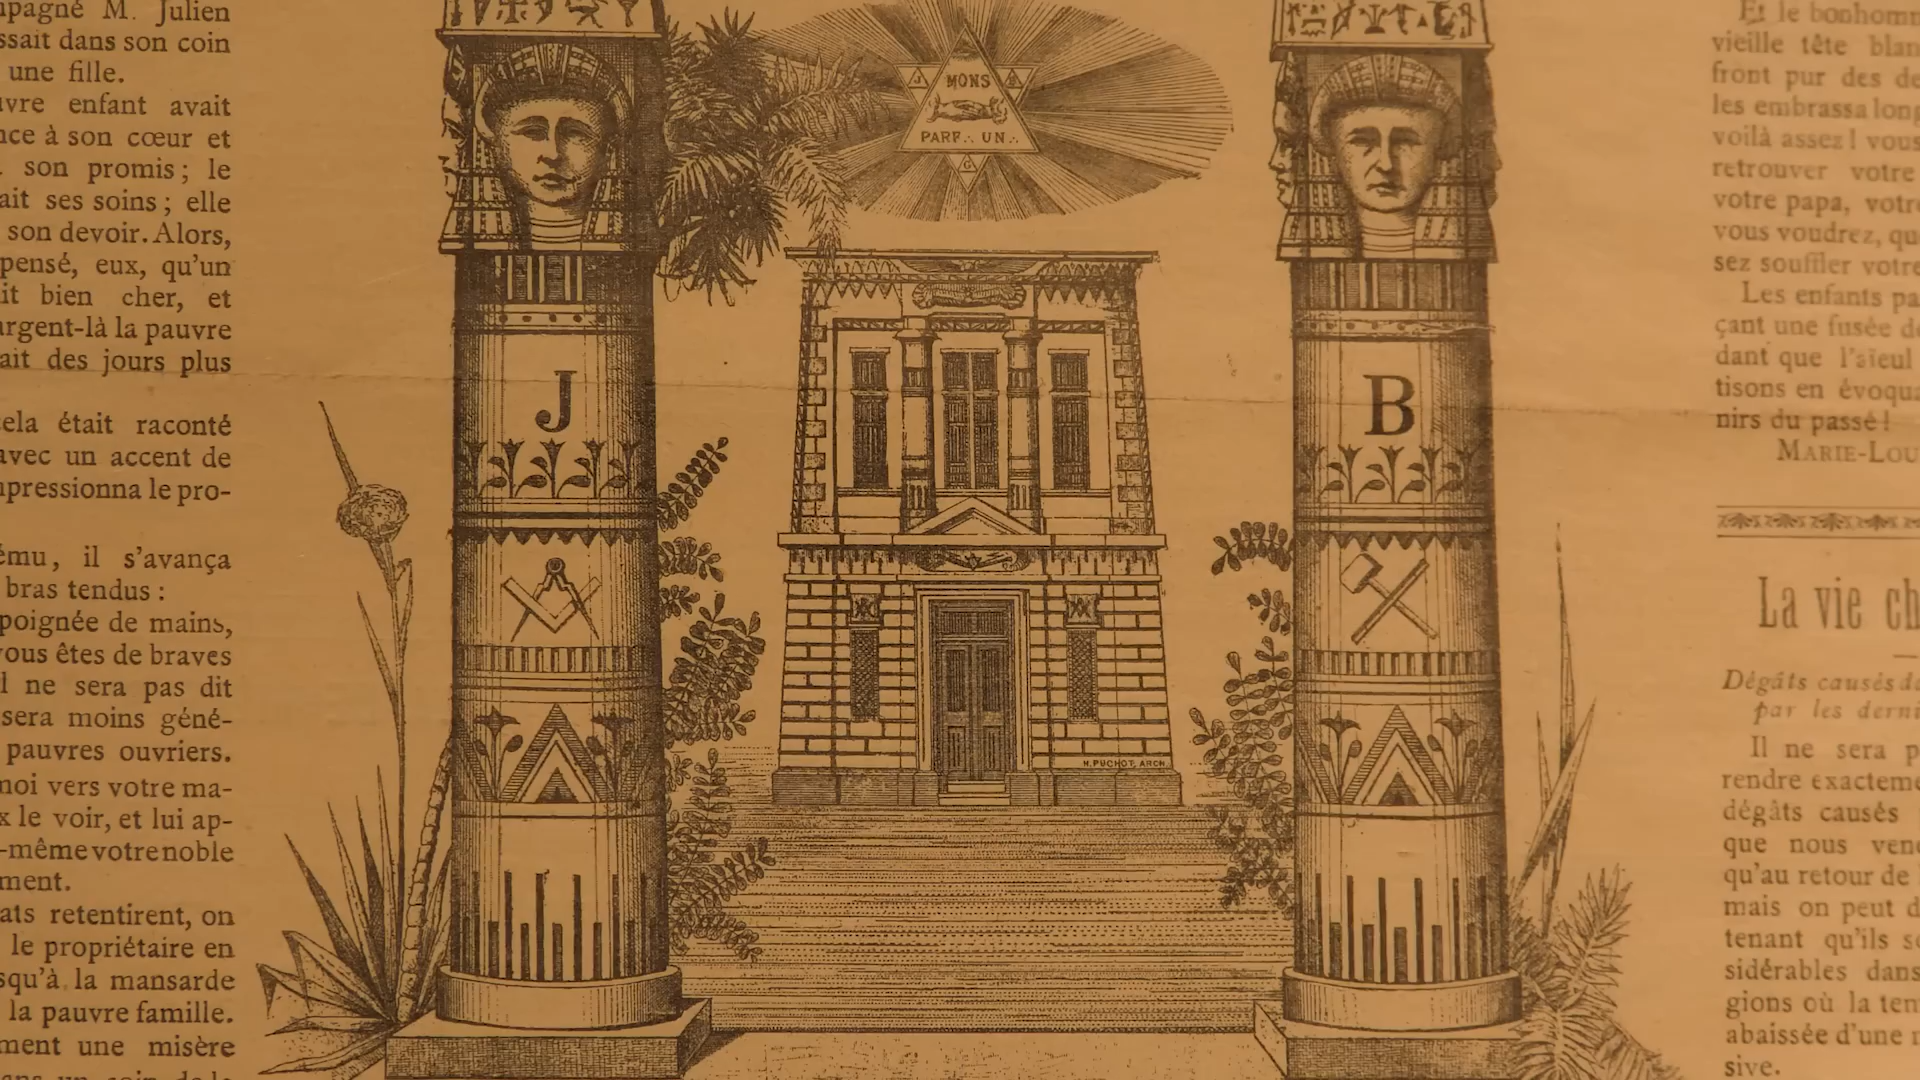 mpagné M. Julien
ssait dans son coin
une fille.
uvre enfant avait
nce à son cœur et
son promis; le
ait ses soins; elle
son devoir. Alors,
pensé, eux, qu'un
it bien cher, et
argent-là la pauvre
ait des jours plus
cela était raconté
avec un accent de
mpressionna le pro-
ému, il s'avança
bras tendus:
poignée de mains,
vous êtes de braves
l ne sera pas dit
sera moins géné-
pauvres ouvriers.
moi vers votre ma-
x le voir, et lui ap-
-même votre noble
ment.
ats retentirent, on
le propriétaire en
squ'à la mansarde
la pauvre famille.
ment une misère
MONS
PARF∴ UN∴
G
J
B
H. PUCHOT, ARCH.
Et le bonhomm
vieille tête blan
front pur des de
les embrassa long
voilà assez! vous
retrouver votre
votre papa, votr
vous voudrez, qu
sez souffler votre
Les enfants pa
çant une fusée de
dant que l'aïeul
tisons en évoqua
nirs du passé!
MARIE-LOU
La vie ch
Dégâts causés da
par les derni
Il ne sera p
rendre exacteme
dégâts causés
que nous ven
qu'au retour de
mais on peut d
tenant qu'ils s
sidérables dans
gions où la ten
abaissée d'une
sive.